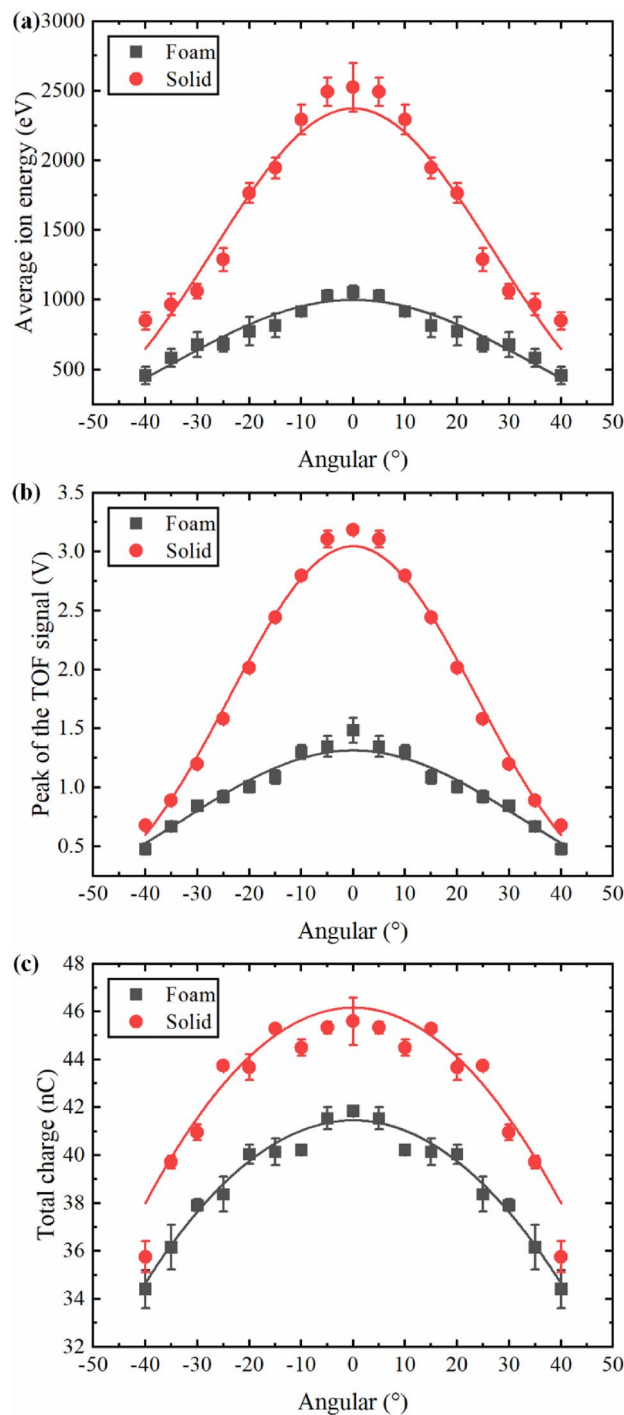 (a)
3000
2500
2000
1500
1000
500
Average ion energy (eV)
Foam
Solid
-50 -40 -30 -20 -10 0 10 20 30 40 50
Angular (°)
(b)
3.5
3.0
2.5
2.0
1.5
1.0
0.5
Peak of the TOF signal (V)
Foam
Solid
-50 -40 -30 -20 -10 0 10 20 30 40 50
Angular (°)
(c)
48
46
44
42
40
38
36
34
32
Total charge (nC)
Foam
Solid
-50 -40 -30 -20 -10 0 10 20 30 40 50
Angular (°)